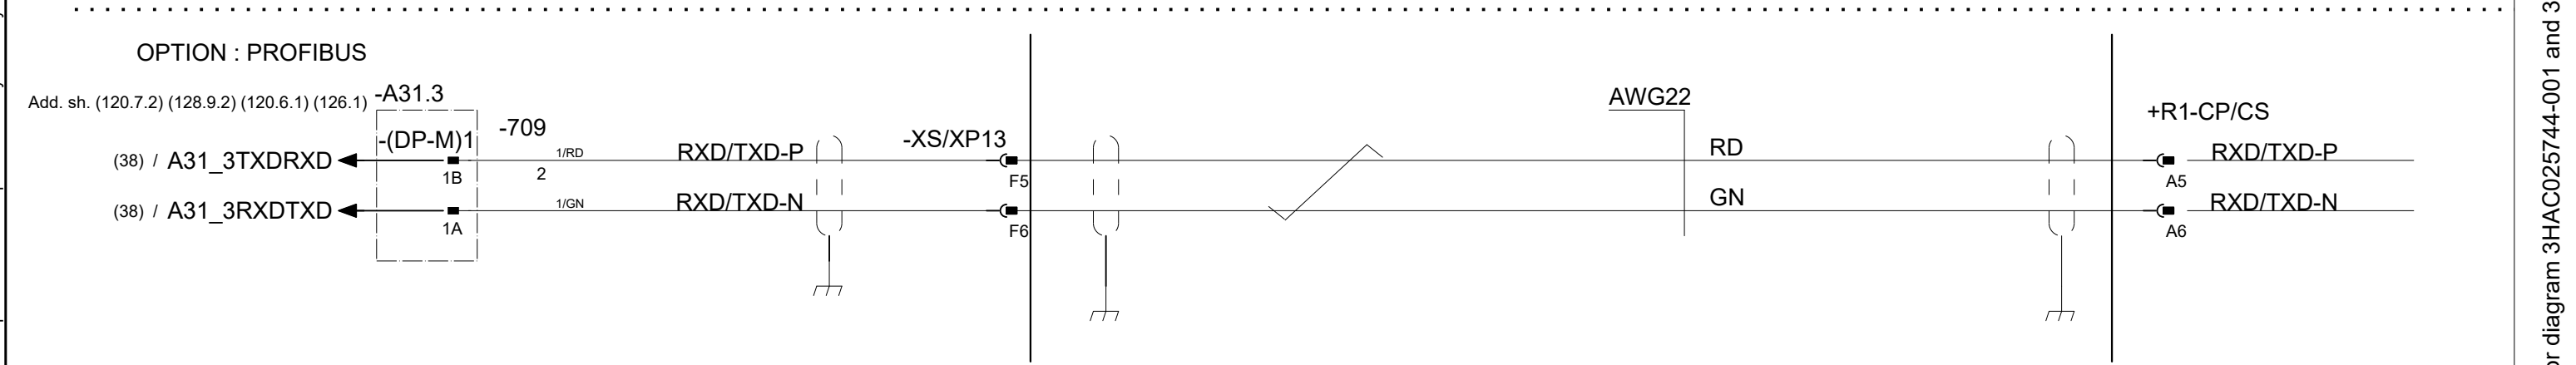 OPTION : PROFIBUS
Add. sh. (120.7.2) (128.9.2) (120.6.1) (126.1)
-A31.3
AWG22
+R1-CP/CS
-709
-(DP-M)1
-XS/XP13
(38) / A31_3TXDRXD
1/RD
RXD/TXD-P
RD
RXD/TXD-P
1B
2
F5
A5
(38) / A31_3RXDTXD
1/GN
RXD/TXD-N
GN
RXD/TXD-N
1A
F6
A6
or diagram 3HAC025744-001 and 3